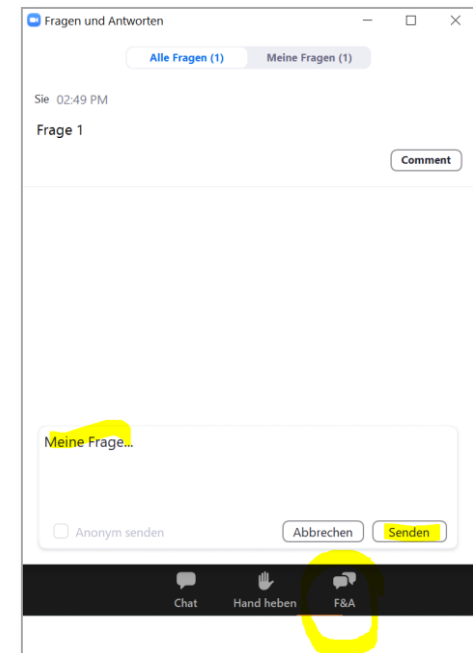 Fragen und Antworten
Alle Fragen (1) Meine Fragen (1)
Sie 02:49 PM
Frage 1
Comment
Meine Frage...
Anonym senden Abbrechen Senden
Chat Hand heben F&A